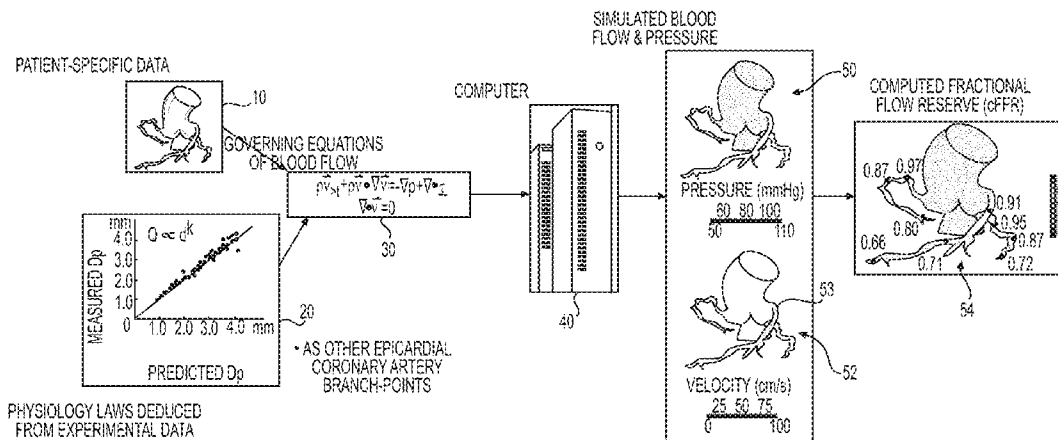 PATIENT-SPECIFIC DATA
10
GOVERNING EQUATIONS
OF BLOOD FLOW
∇•v⃗=0
30
mm
4.0
3.0
2.0
1.0
0
MEASURED Dp
Q ∝ d^k
1.0 2.0 3.0 4.0 mm
PREDICTED Dp
20
• AS OTHER EPICARDIAL
CORONARY ARTERY
BRANCH-POINTS
PHYSIOLOGY LAWS DEDUCED
FROM EXPERIMENTAL DATA
COMPUTER
40
SIMULATED BLOOD
FLOW & PRESSURE
PRESSURE (mmHg)
60 80 100
50 110
VELOCITY (cm/s)
25 50 75
0 100
53
52
COMPUTED FRACTIONAL
FLOW RESERVE (cFFR)
0.87
0.97
0.91
0.95
0.87
0.72
0.66
0.71
54